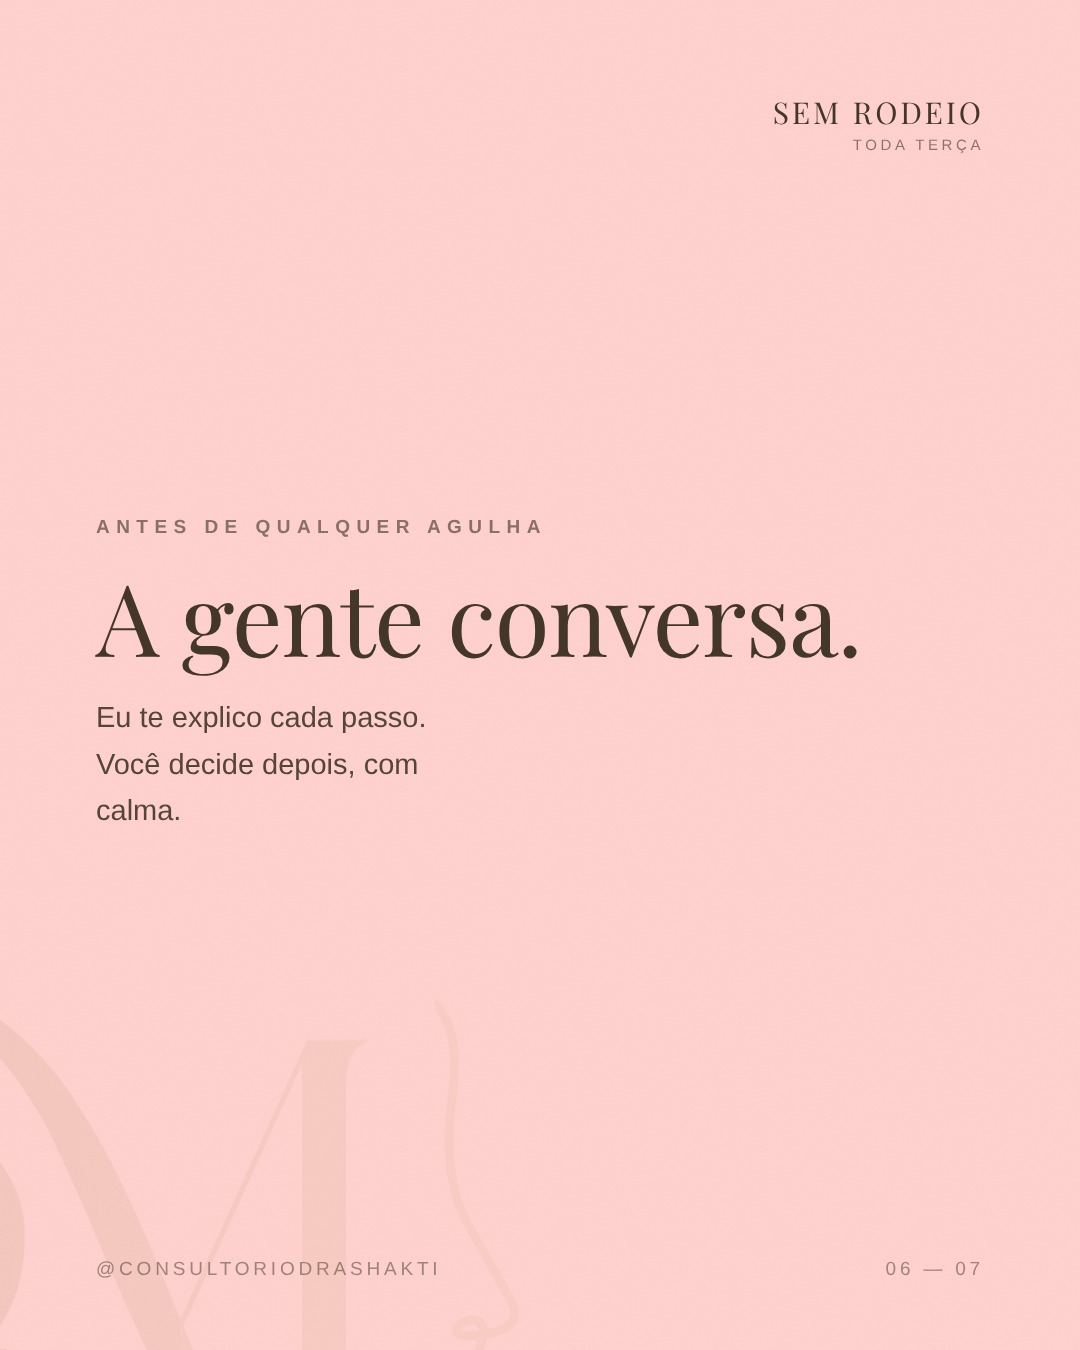 SEM RODEIO
TODA TERÇA
ANTES DE QUALQUER AGULHA
A gente conversa.
Eu te explico cada passo.
Você decide depois, com
calma.
@CONSULTORIODRASHAKTI
06 — 07